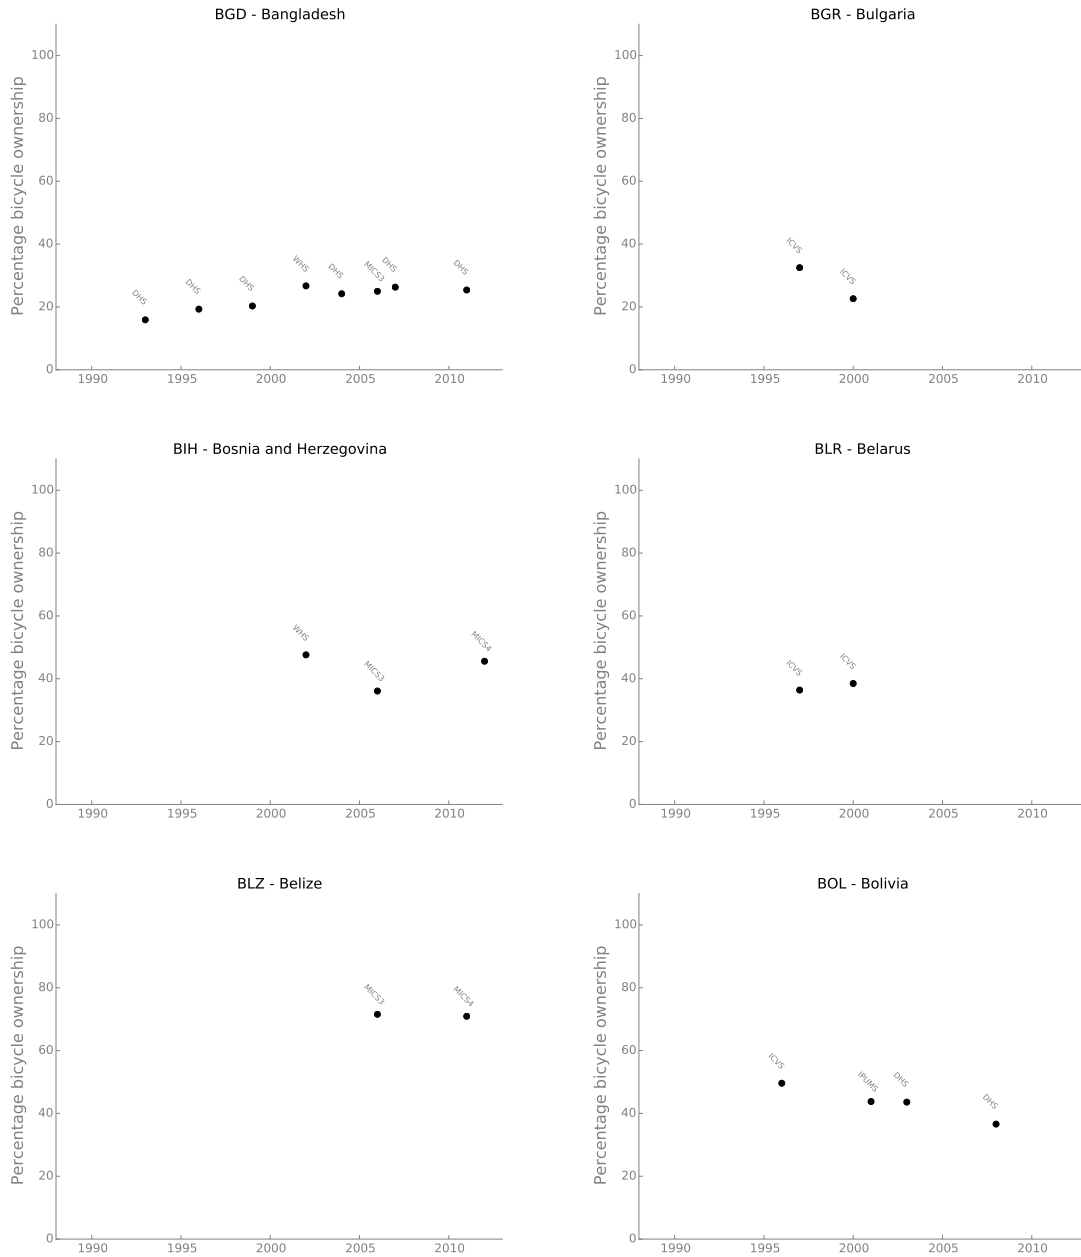 BGD - Bangladesh
Percentage bicycle ownership
100
80
60
40
20
0
DHS
DHS
DHS
WHS
DHS
MICS3
DHS
DHS
1990 1995 2000 2005 2010
BGR - Bulgaria
Percentage bicycle ownership
100
80
60
40
20
0
ICVS
ICVS
1990 1995 2000 2005 2010
BIH - Bosnia and Herzegovina
Percentage bicycle ownership
100
80
60
40
20
0
WHS
MICS3
MICS4
1990 1995 2000 2005 2010
BLR - Belarus
Percentage bicycle ownership
100
80
60
40
20
0
ICVS
ICVS
1990 1995 2000 2005 2010
BLZ - Belize
Percentage bicycle ownership
100
80
60
40
20
0
MICS3
MICS4
1990 1995 2000 2005 2010
BOL - Bolivia
Percentage bicycle ownership
100
80
60
40
20
0
ICVS
IPUMS
DHS
DHS
1990 1995 2000 2005 2010